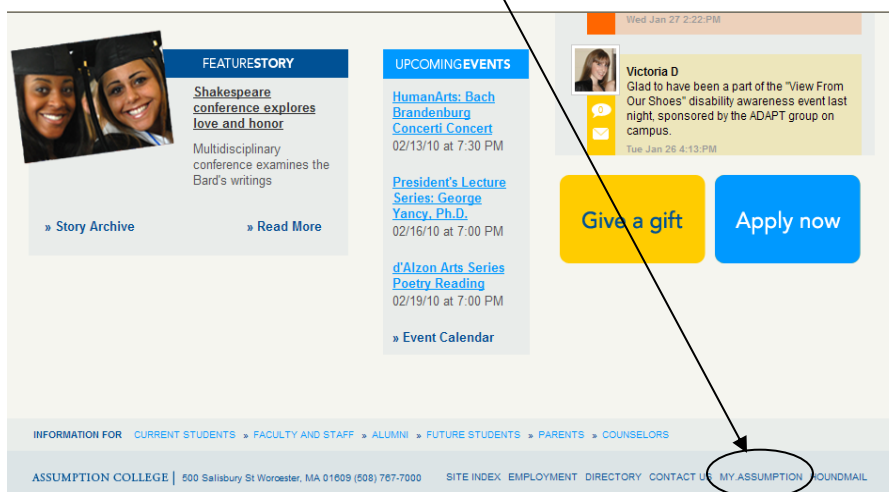 FEATURESTORY
Shakespeare
conference explores
love and honor
Multidisciplinary
conference examines the
Bard's writings
» Story Archive
» Read More
UPCOMINGEVENTS
HumanArts: Bach
Brandenburg
Concerti Concert
02/13/10 at 7:30 PM
President's Lecture
Series: George
Yancy, Ph.D.
02/16/10 at 7:00 PM
d'Alzon Arts Series
Poetry Reading
02/19/10 at 7:00 PM
» Event Calendar
Wed Jan 27 2:22:PM
Victoria D
Glad to have been a part of the "View From
Our Shoes" disability awareness event last
night, sponsored by the ADAPT group on
campus.
0
Tue Jan 26 4:13:PM
Give a gift
Apply now
INFORMATION FOR CURRENT STUDENTS » FACULTY AND STAFF » ALUMNI » FUTURE STUDENTS » PARENTS » COUNSELORS
ASSUMPTION COLLEGE | 500 Salisbury St Worcester, MA 01609 (508) 767-7000 SITE INDEX EMPLOYMENT DIRECTORY CONTACT US MY.ASSUMPTION HOUNDMAIL